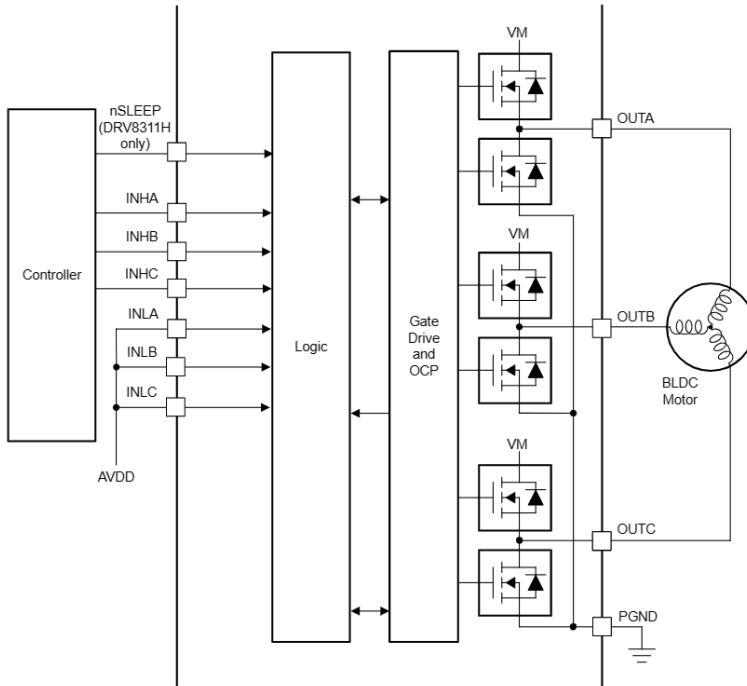 nSLEEP
(DRV8311H
only)
INHA
INHB
INHC
INLA
INLB
INLC
AVDD
Controller
Logic
Gate
Drive
and
OCP
VM
VM
VM
OUTA
OUTB
OUTC
PGND
BLDC
Motor